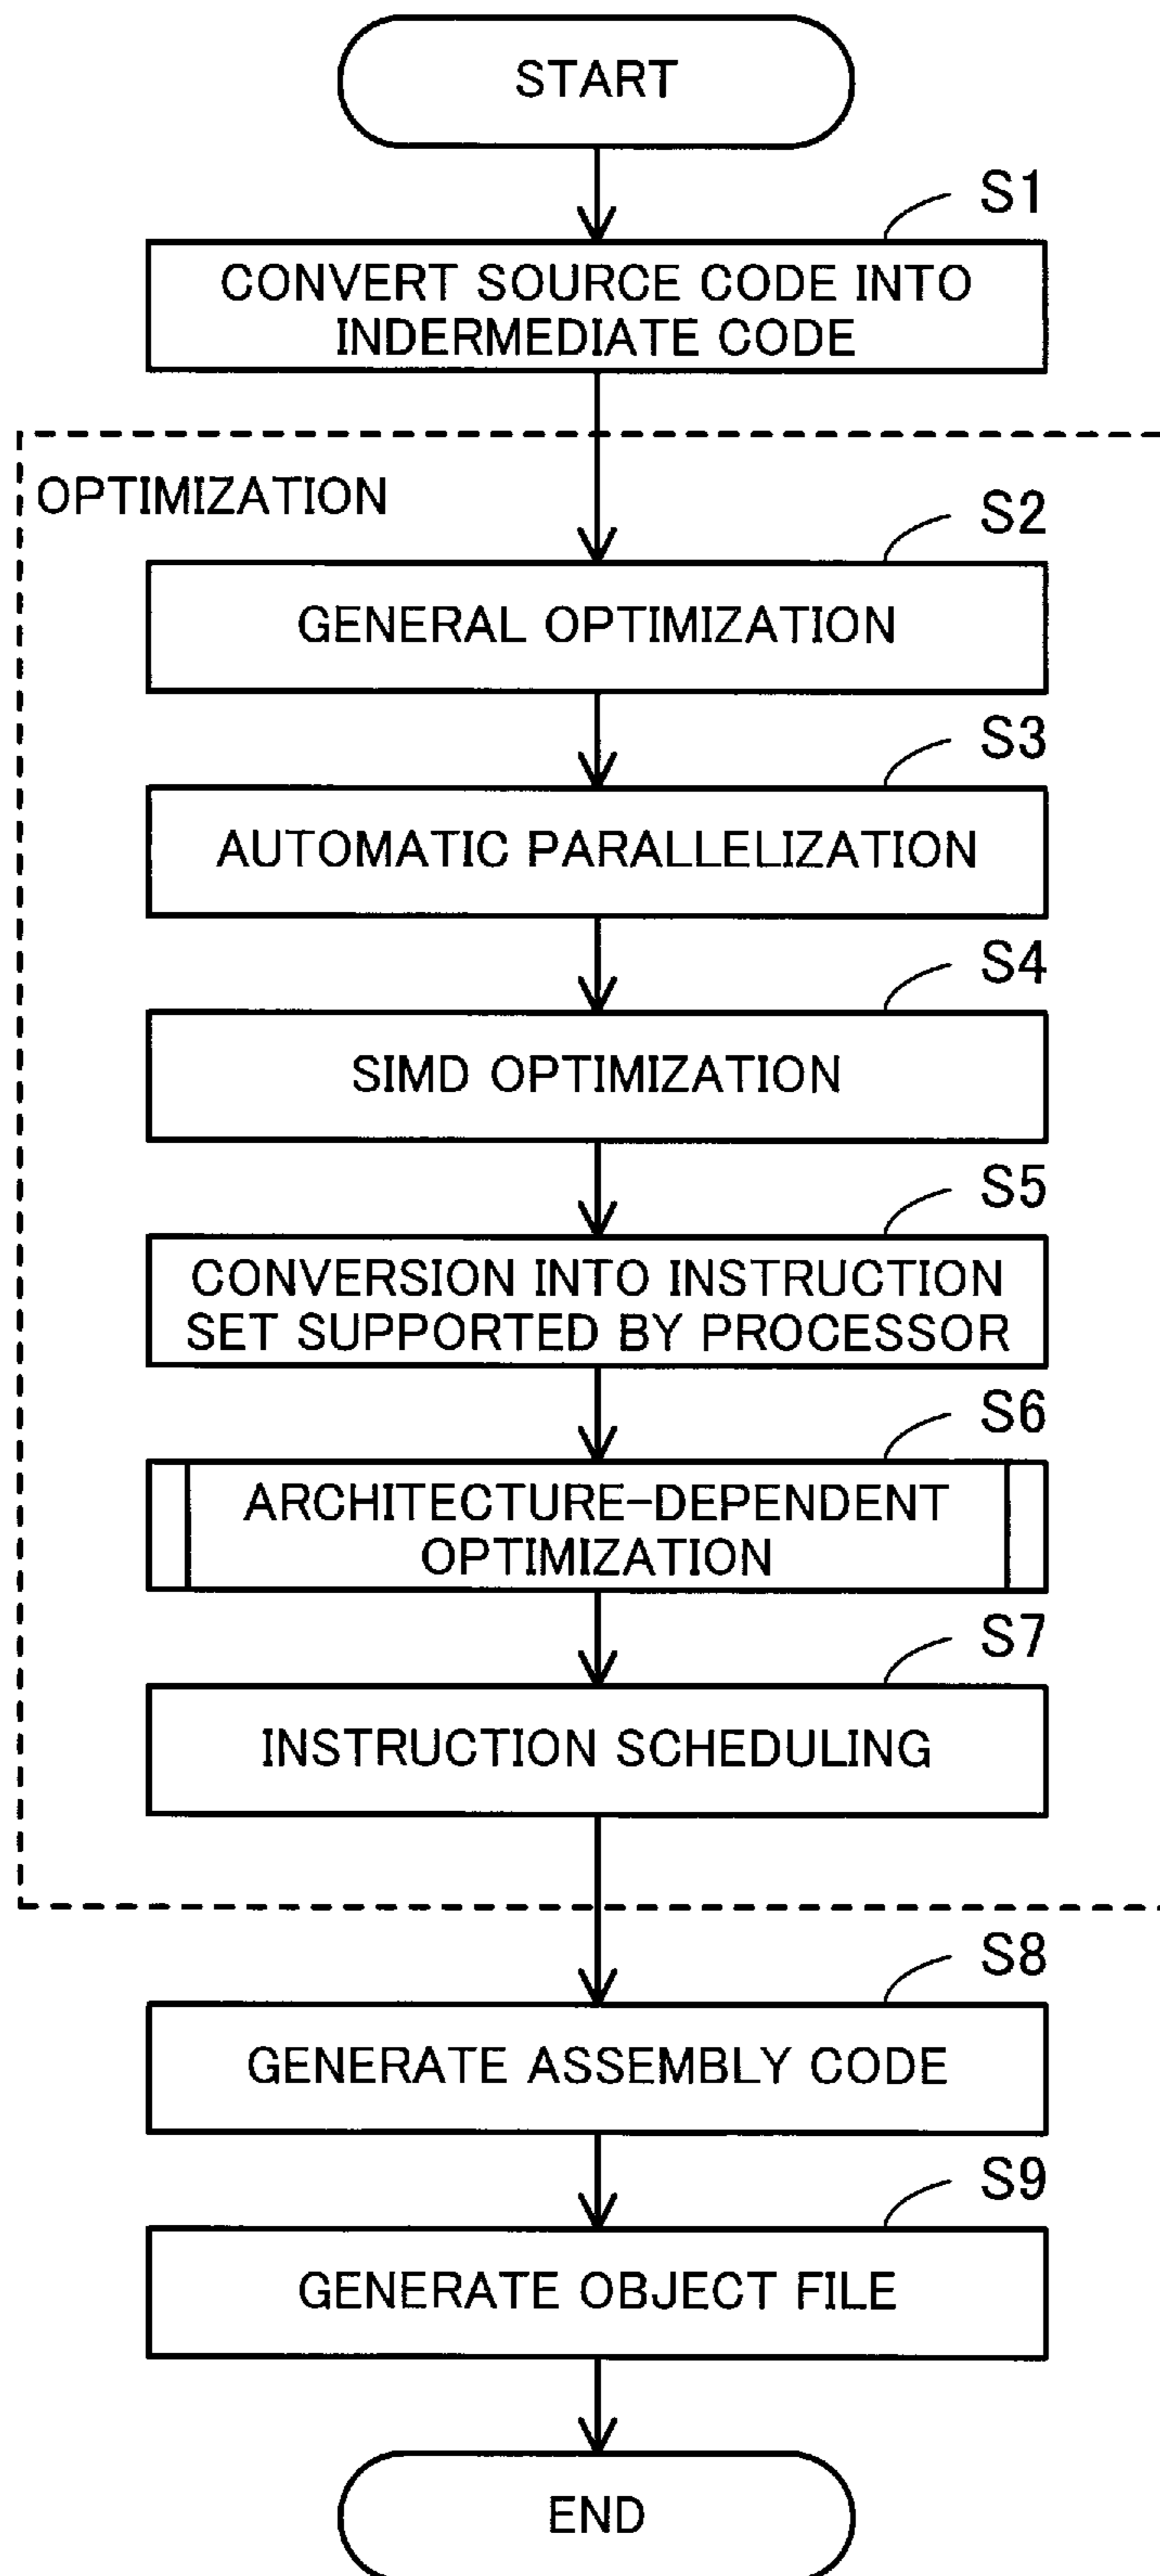 START
S1
CONVERT SOURCE CODE INTO
INDERMEDIATE CODE
OPTIMIZATION
S2
GENERAL OPTIMIZATION
S3
AUTOMATIC PARALLELIZATION
S4
SIMD OPTIMIZATION
S5
CONVERSION INTO INSTRUCTION
SET SUPPORTED BY PROCESSOR
S6
ARCHITECTURE-DEPENDENT
OPTIMIZATION
S7
INSTRUCTION SCHEDULING
S8
GENERATE ASSEMBLY CODE
S9
GENERATE OBJECT FILE
END